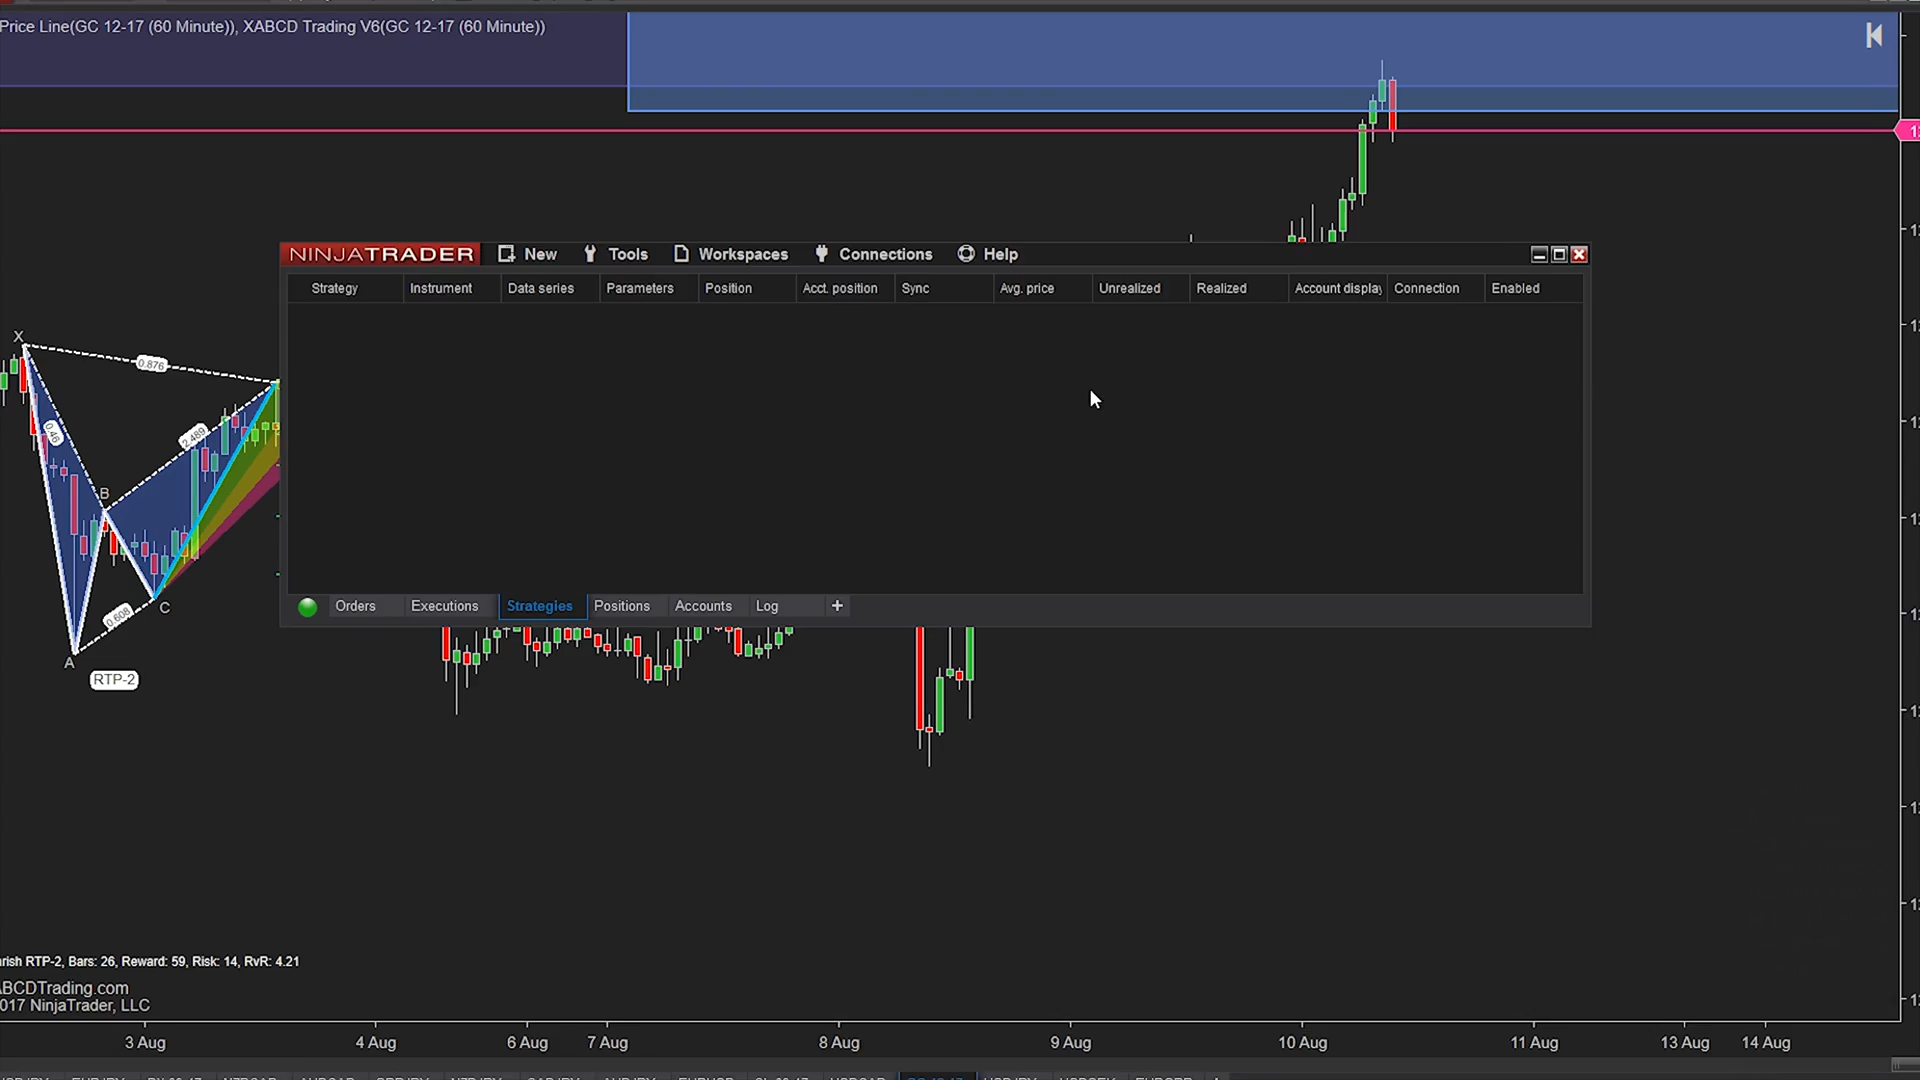 Price Line(GC 12-17 (60 Minute)), XABCD Trading V6(GC 12-17 (60 Minute))
NINJATRADER New Tools Workspaces Connections Help
Strategy Instrument Data series Parameters Position Acct. position Sync Avg. price Unrealized Realized Account display Connection Enabled
X
0.876
0.46
2.489
B
Orders Executions Strategies Positions Accounts Log +
C
0.608
A
RTP-2
rish RTP-2, Bars: 26, Reward: 59, Risk: 14, RvR: 4.21
ABCDTrading.com
017 NinjaTrader, LLC
3 Aug 4 Aug 6 Aug 7 Aug 8 Aug 9 Aug 10 Aug 11 Aug 13 Aug 14 Aug